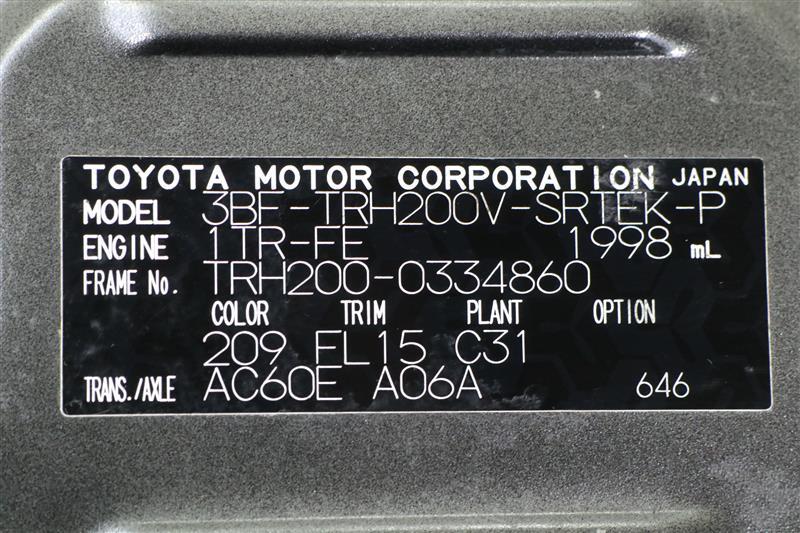 TOYOTA MOTOR CORPORATION JAPAN
MODEL 3BF-TRH200V-SRTEK-P
ENGINE 1TR-FE 1998 mL
FRAME No. TRH200-0334860
COLOR TRIM PLANT OPTION
209 FL15 C31
TRANS./AXLE AC60E A06A 646